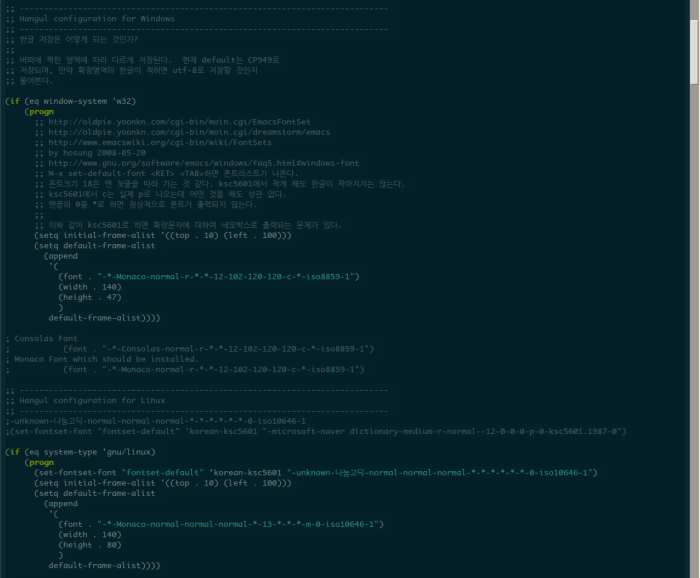 ;; ----------------------------------------------------------------------------
;; Hangul configuration for Windows
;; ----------------------------------------------------------------------------
;; 한글 저장은 어떻게 되는 것인가?
;;
;; 버퍼에 적힌 영역에 따라 다르게 저장된다.  현재 default는 CP949로
;; 저장되며, 만약 확장영역의 한글이 적히면 utf-8로 저장할 것인지
;; 물어본다.

(if (eq window-system 'w32)
    (progn
      ;; http://oldpie.yoonkn.com/cgi-bin/moin.cgi/EmacsFontSet
      ;; http://oldpie.yoonkn.com/cgi-bin/moin.cgi/dreamstorm/emacs
      ;; http://www.emacswiki.org/cgi-bin/wiki/FontSets
      ;; by hosung 2008-05-20
      ;; http://www.gnu.org/software/emacs/windows/faq5.html#windows-font
      ;; M-x set-default-font <RET> <TAB>하면 폰트리스트가 나온다.
      ;; 폰트크기 18은 맨 첫줄을 따라 가는 것 같다. ksc5601에서 작게 해도 한글이 작아지지는 않는다.
      ;; ksc5601에서 c는 실제 p로 나오는데 어떤 것을 해도 상관 없다.
      ;; 맨끝의 0을 *로 하면 정상적으로 폰트가 출력되지 않는다.
      ;;
      ;; 이와 같이 ksc5601로 하면 확장문자에 대하여 네모박스로 출력되는 문제가 있다.
      (setq initial-frame-alist '((top . 10) (left . 100)))
      (setq default-frame-alist
        (append
         '(
           (font . "-*-Monaco-normal-r-*-*-12-102-120-120-c-*-iso8859-1")
           (width . 140)
           (height . 47)
           )
         default-frame-alist))))

; Consolas Font
;           (font . "-*-Consolas-normal-r-*-*-12-102-120-120-c-*-iso8859-1")
; Monaco Font which should be installed.
;           (font . "-*-Monaco-normal-r-*-*-12-102-120-120-c-*-iso8859-1")

;; ----------------------------------------------------------------------------
;; Hangul configuration for Linux
;; ----------------------------------------------------------------------------
;-unknown-나눔고딕-normal-normal-normal-*-*-*-*-*-*-0-iso10646-1
;(set-fontset-font "fontset-default" 'korean-ksc5601 "-microsoft-naver dictionary-medium-r-normal--12-0-0-0-p-0-ksc5601.1987-0")

(if (eq system-type 'gnu/linux)
    (progn
      (set-fontset-font "fontset-default" 'korean-ksc5601 "-unknown-나눔고딕-normal-normal-normal-*-*-*-*-*-*-0-iso10646-1")
      (setq initial-frame-alist '((top . 10) (left . 100)))
      (setq default-frame-alist
        (append
         '(
           (font . "-*-Monaco-normal-normal-normal-*-13-*-*-*-m-0-iso10646-1")
           (width . 140)
           (height . 80)
           )
         default-frame-alist))))